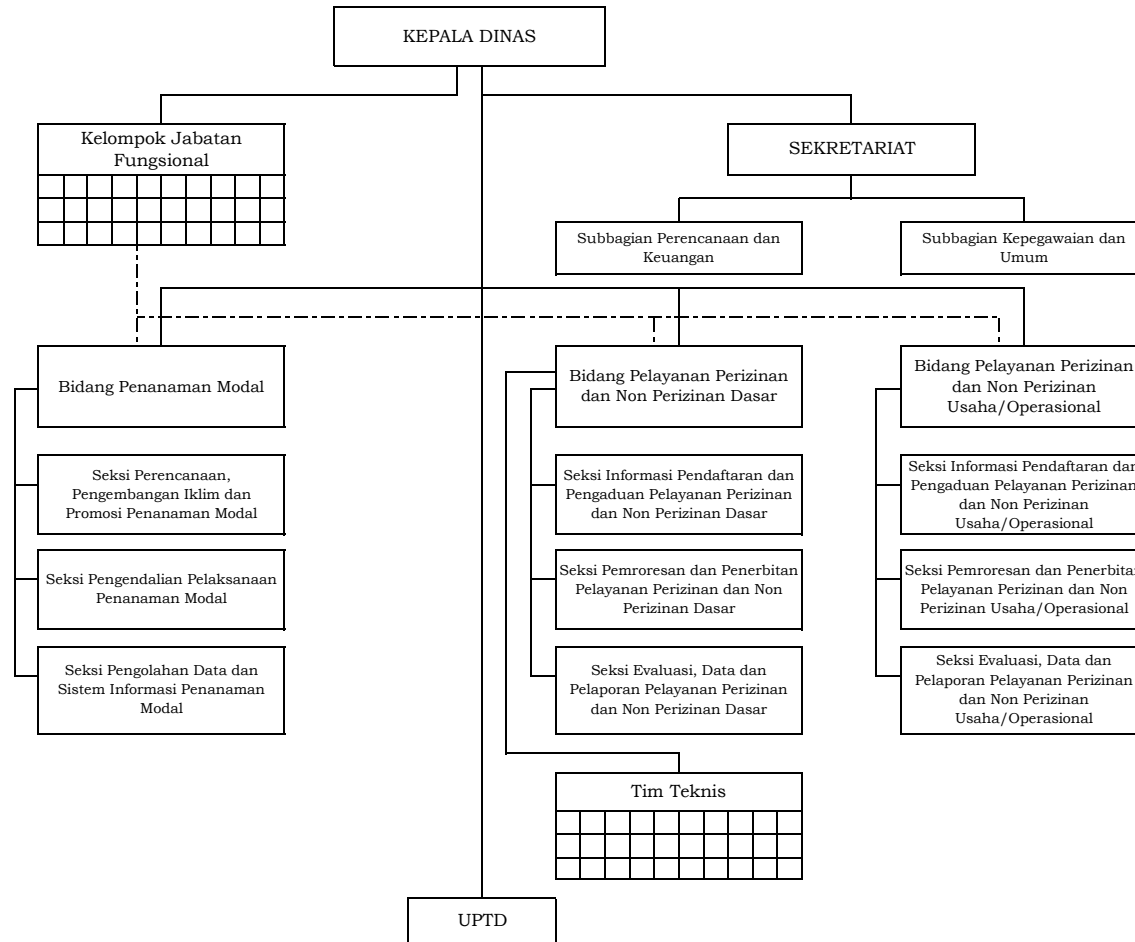 KEPALA DINAS
Kelompok Jabatan
Fungsional
SEKRETARIAT
Subbagian Perencanaan dan
Keuangan
Subbagian Kepegawaian dan
Umum
Bidang Penanaman Modal
Bidang Pelayanan Perizinan
dan Non Perizinan Dasar
Bidang Pelayanan Perizinan
dan Non Perizinan
Usaha/Operasional
Seksi Perencanaan,
Pengembangan Iklim dan
Promosi Penanaman Modal
Seksi Informasi Pendaftaran dan
Pengaduan Pelayanan Perizinan
dan Non Perizinan Dasar
Seksi Informasi Pendaftaran dan
Pengaduan Pelayanan Perizinan
dan Non Perizinan
Usaha/Operasional
Seksi Pengendalian Pelaksanaan
Penanaman Modal
Seksi Pemroresan dan Penerbitan
Pelayanan Perizinan dan Non
Perizinan Dasar
Seksi Pemroresan dan Penerbitan
Pelayanan Perizinan dan Non
Perizinan Usaha/Operasional
Seksi Pengolahan Data dan
Sistem Informasi Penanaman
Modal
Seksi Evaluasi, Data dan
Pelaporan Pelayanan Perizinan
dan Non Perizinan Dasar
Seksi Evaluasi, Data dan
Pelaporan Pelayanan Perizinan
dan Non Perizinan
Usaha/Operasional
Tim Teknis
UPTD